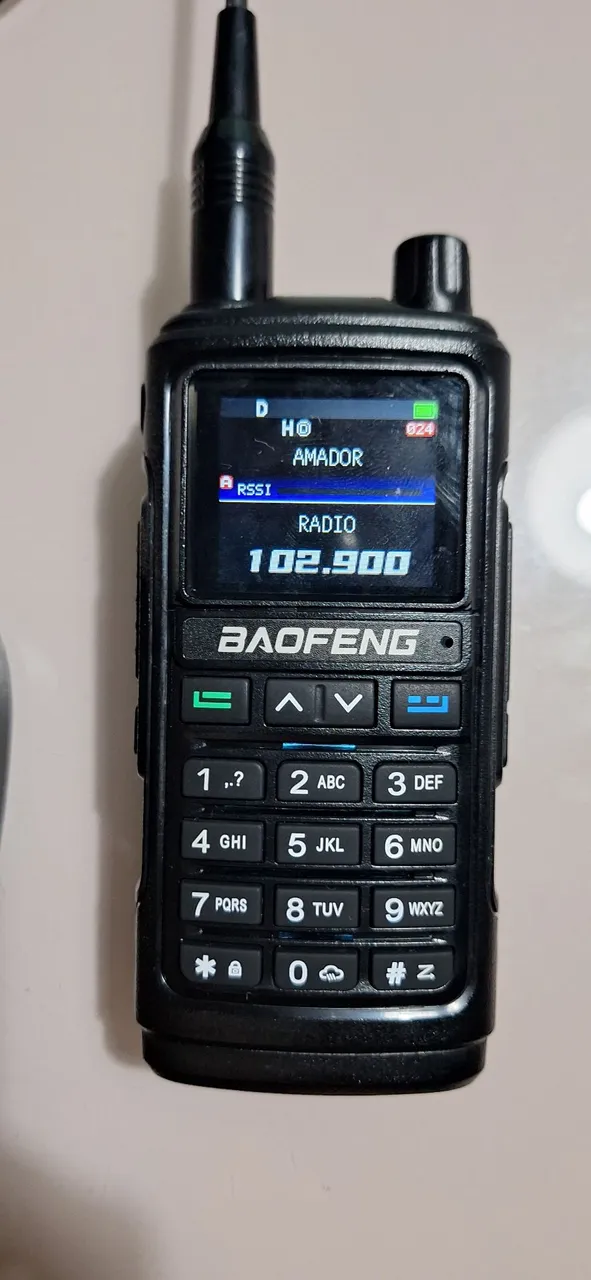 D
H D
024
AMADOR
A RSSI
RADIO
102.900
BAOFENG
1 ,.? 2 ABC 3 DEF
4 GHI 5 JKL 6 MNO
7 PQRS 8 TUV 9 WXYZ
* 0 #